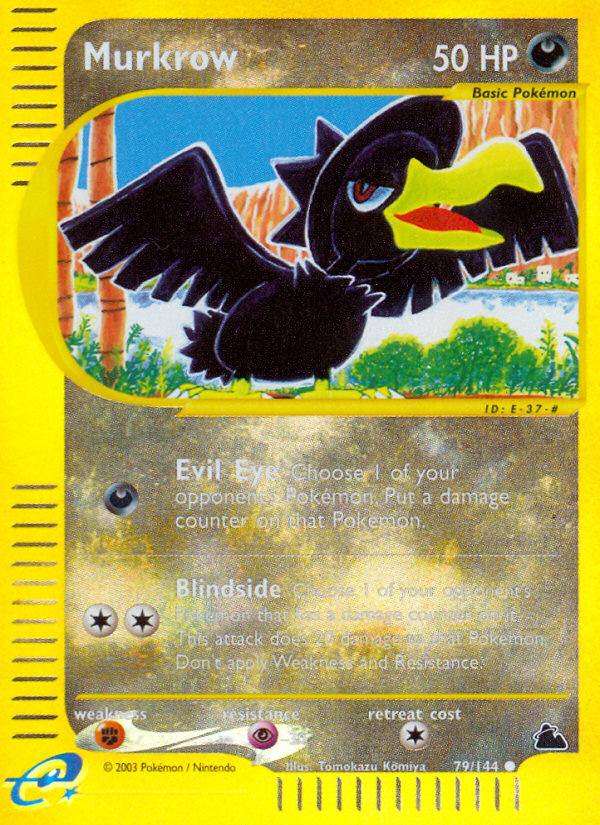 Murkrow 50 HP
Basic Pokémon
ID: E-37-#
Evil Eye Choose 1 of your
opponent's Pokémon. Put a damage
counter on that Pokémon.
Blindside Choose 1 of your opponent's
Pokémon that has a damage counter on it.
This attack does 20 damage to that Pokémon.
Don't apply Weakness and Resistance.
weakness resistance retreat cost
-30
© 2003 Pokémon / Nintendo Illus. Tomokazu Komiya 79/144
e